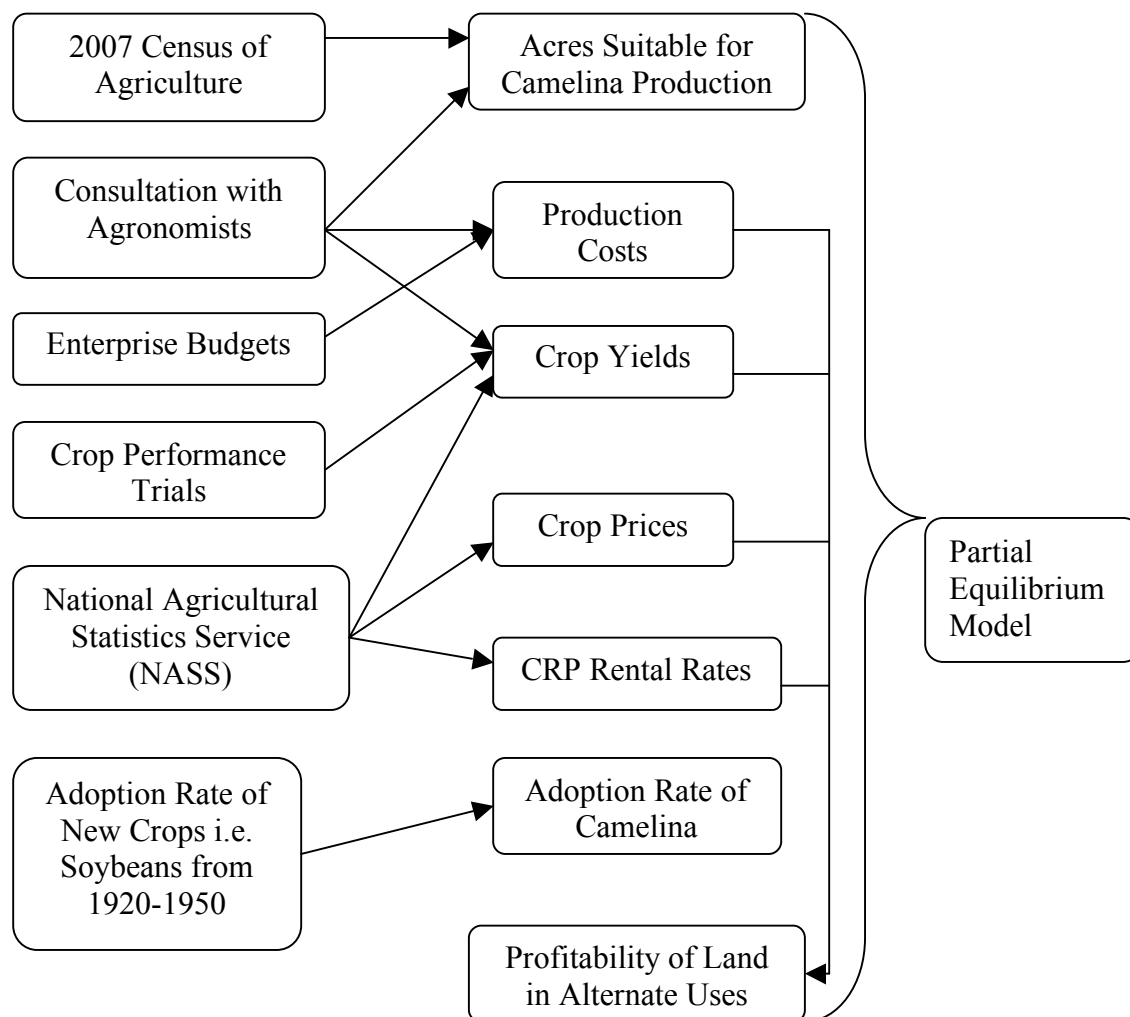 2007 Census of
Agriculture
Acres Suitable for
Camelina Production
Consultation with
Agronomists
Production
Costs
Enterprise Budgets
Crop Yields
Crop Performance
Trials
Crop Prices
Partial
Equilibrium
Model
National Agricultural
Statistics Service
(NASS)
CRP Rental Rates
Adoption Rate of
New Crops i.e.
Soybeans from
1920-1950
Adoption Rate of
Camelina
Profitability of Land
in Alternate Uses